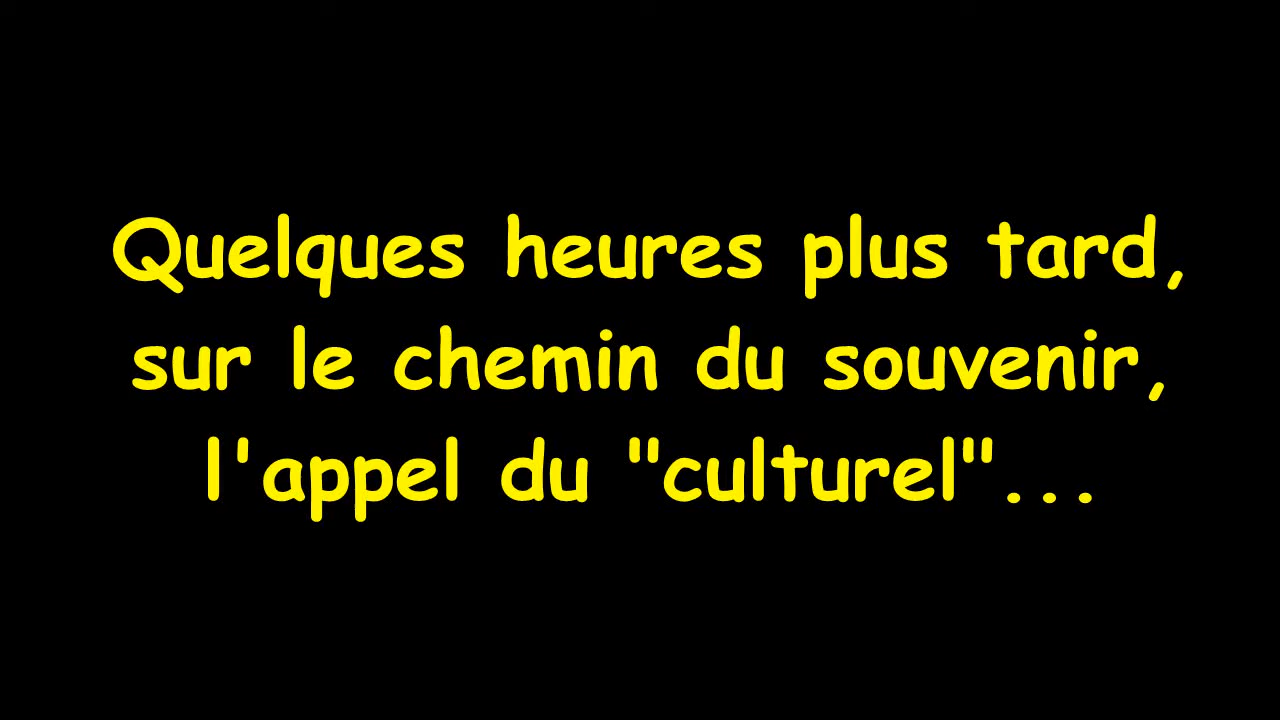 Quelques heures plus tard,
sur le chemin du souvenir,
l'appel du "culturel"...